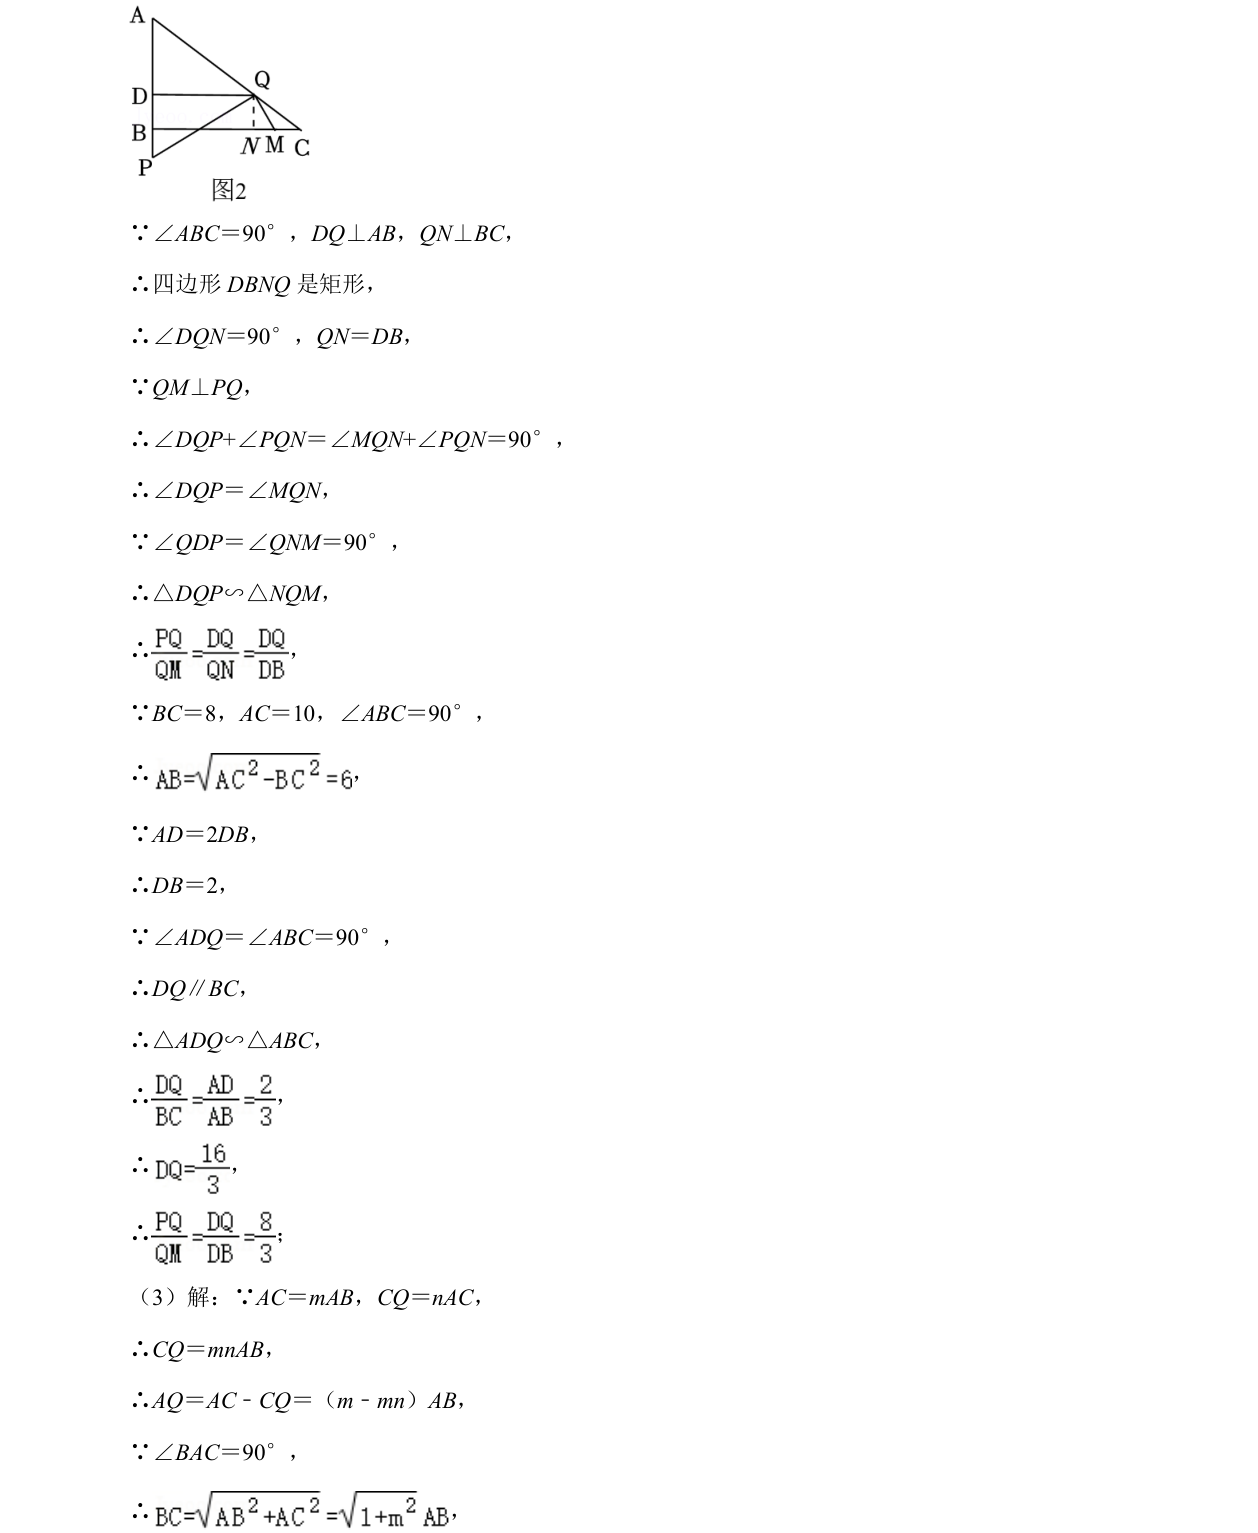 A
Q
D
B
N M C
P
图2
∵∠ABC=90°，DQ⊥AB，QN⊥BC，
∴四边形 DBNQ 是矩形，
∴∠DQN=90°，QN=DB，
∵QM⊥PQ，
∴∠DQP+∠PQN=∠MQN+∠PQN=90°，
∴∠DQP=∠MQN，
∵∠QDP=∠QNM=90°，
∴△DQP∽△NQM，
∴PQ/QM=DQ/QN=DQ/DB，
∵BC=8，AC=10，∠ABC=90°，
∴AB=√(AC²-BC²)=6，
∵AD=2DB，
∴DB=2，
∵∠ADQ=∠ABC=90°，
∴DQ∥BC，
∴△ADQ∽△ABC，
∴DQ/BC=AD/AB=2/3，
∴DQ=16/3，
∴PQ/QM=DQ/DB=8/3；
（3）解：∵AC=mAB，CQ=nAC，
∴CQ=mnAB，
∴AQ=AC﹣CQ=（m﹣mn）AB，
∵∠BAC=90°，
∴BC=√(AB²+AC²)=√(1+m²)AB，